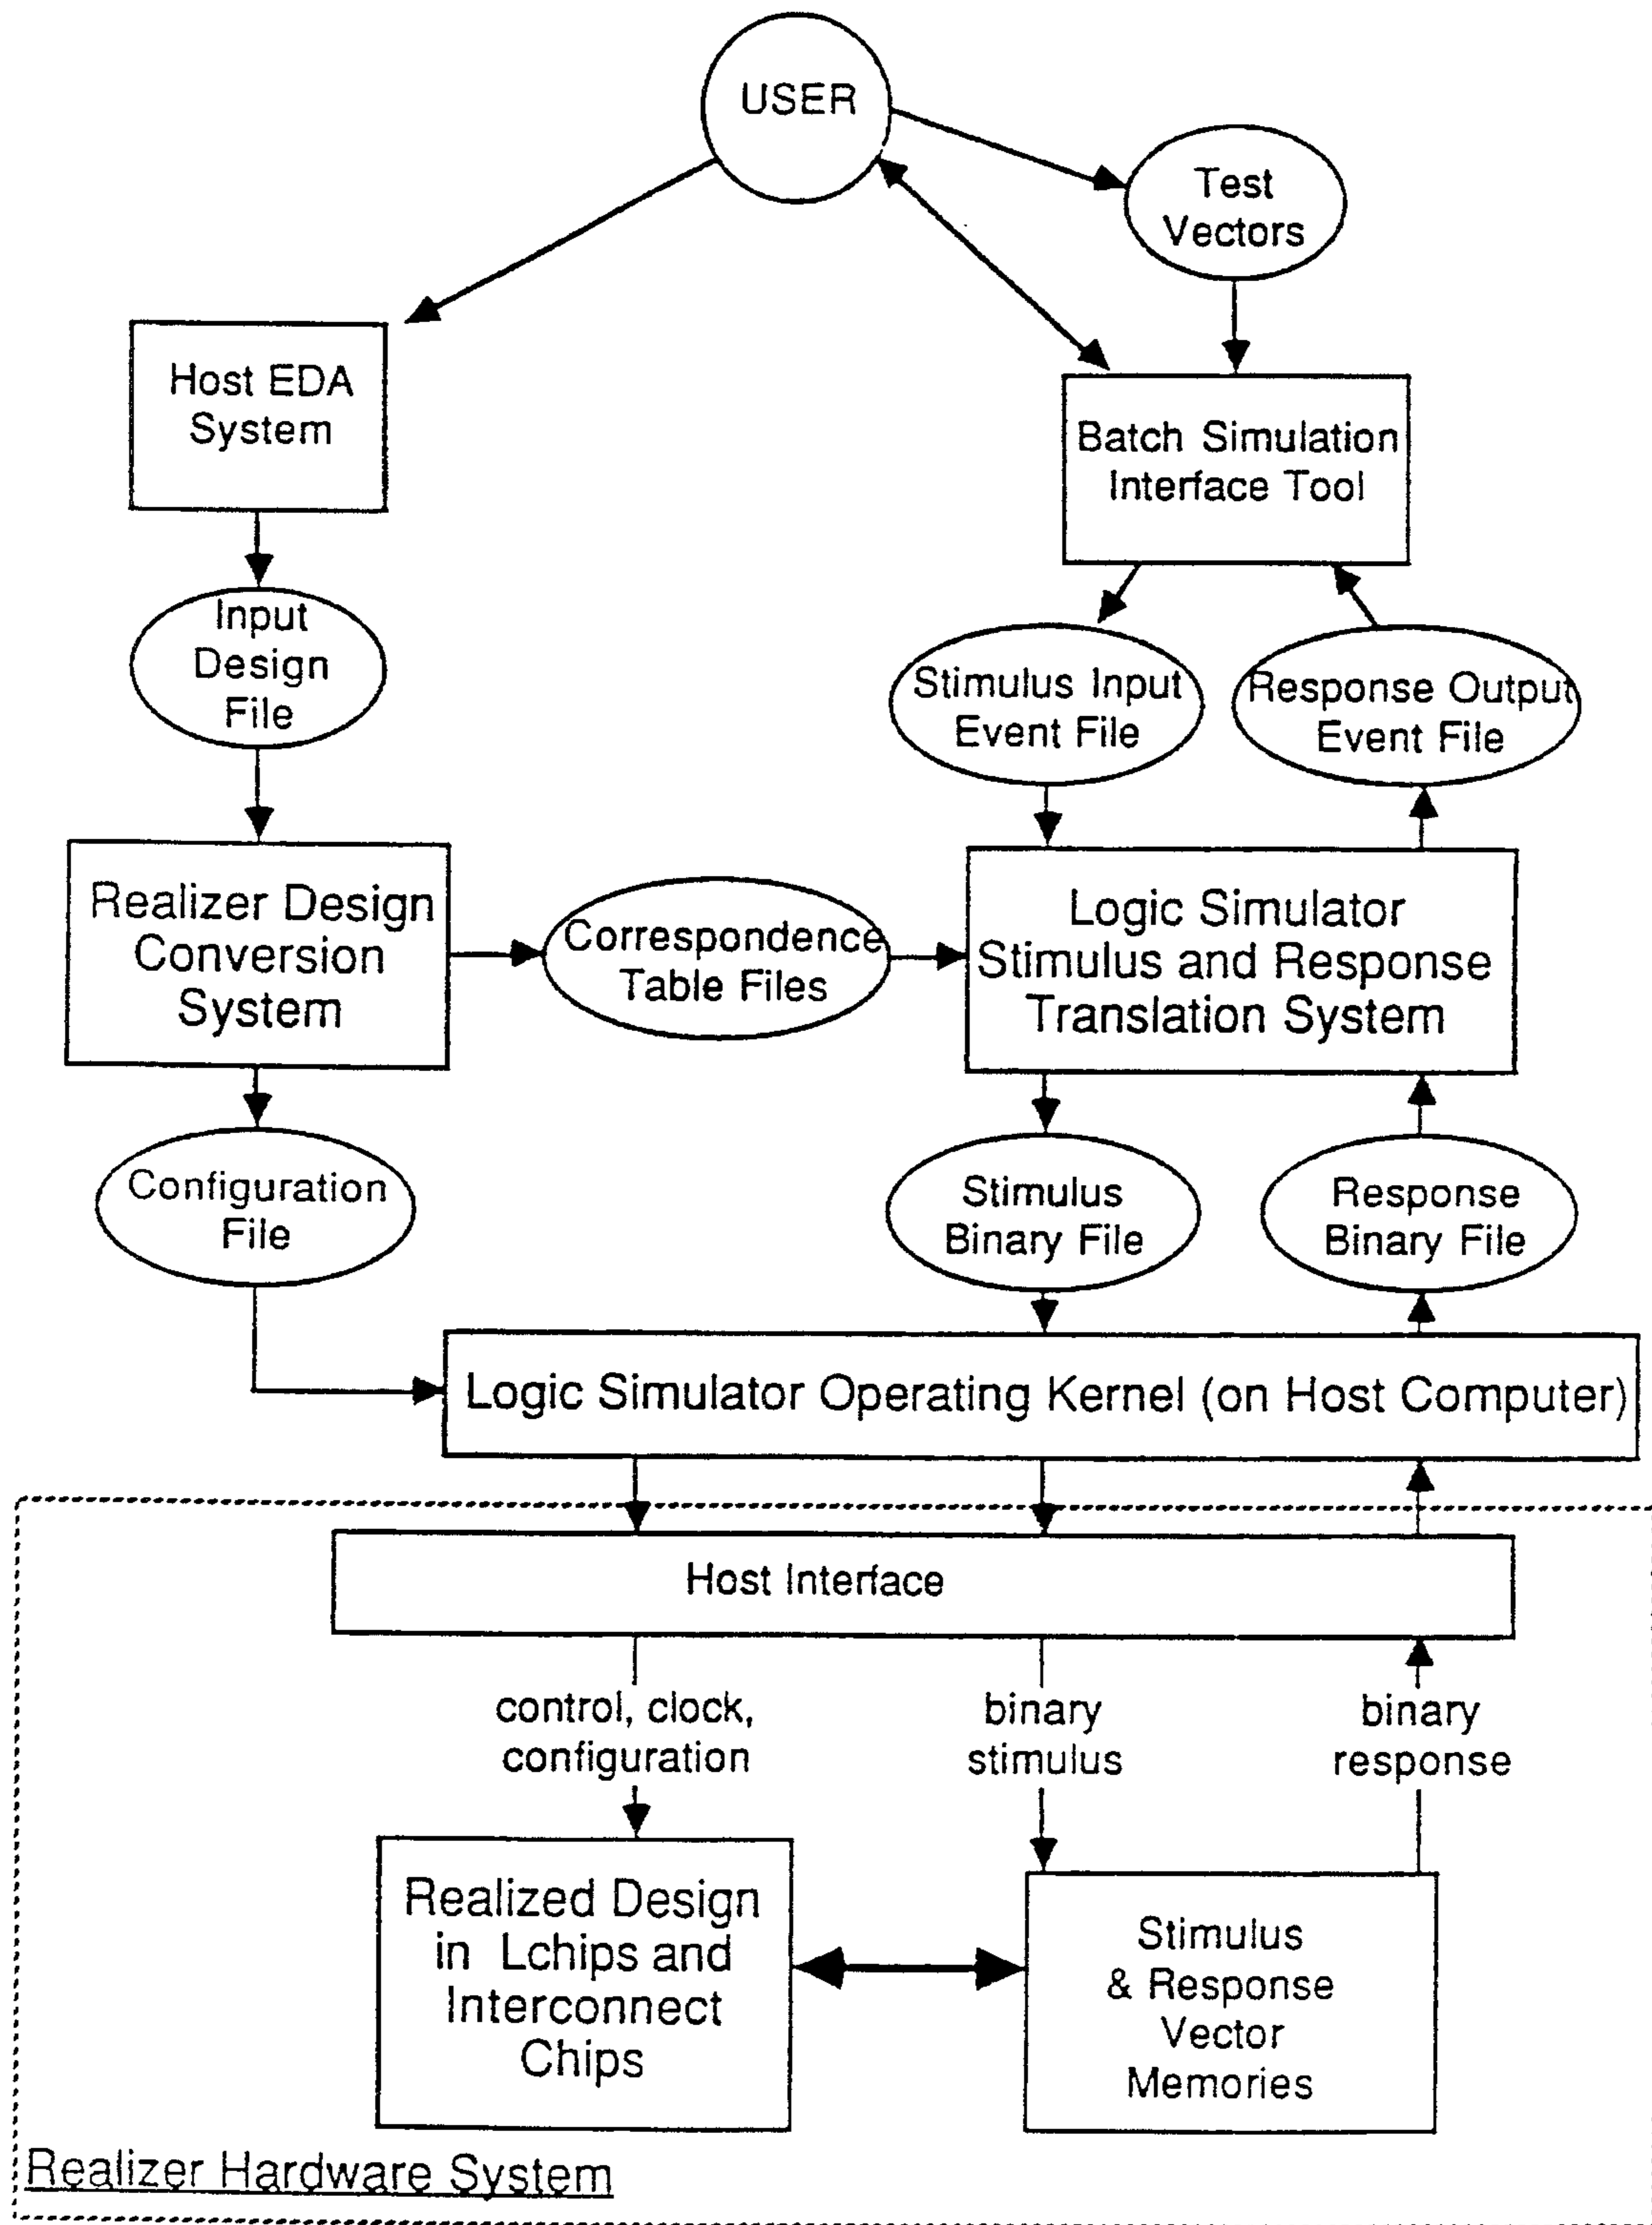 USER
Test
Vectors
Host EDA
System
Batch Simulation
Interface Tool
Input
Design
File
Stimulus Input
Event File
Response Output
Event File
Realizer Design
Conversion
System
Correspondence
Table Files
Logic Simulator
Stimulus and Response
Translation System
Configuration
File
Stimulus
Binary File
Response
Binary File
Logic Simulator Operating Kernel (on Host Computer)
Host Interface
control, clock,
configuration
binary
stimulus
binary
response
Realized Design
in Lchips and
Interconnect
Chips
Stimulus
& Response
Vector
Memories
Realizer Hardware System